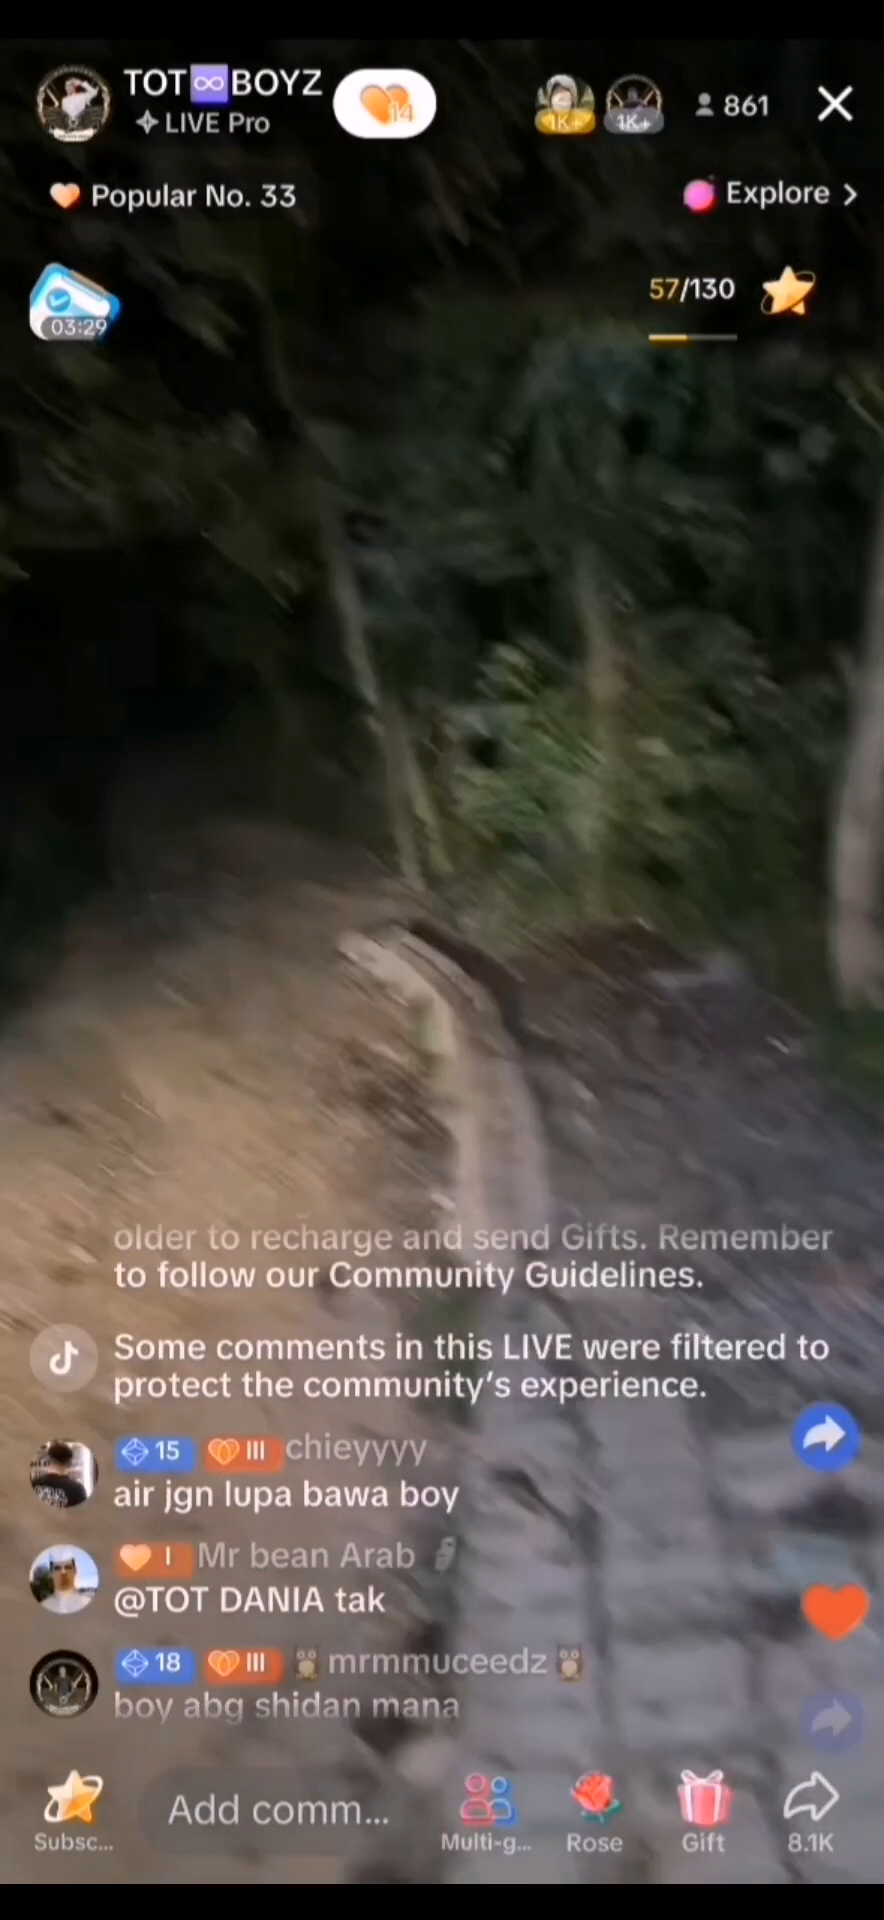 TOT♾️BOYZ
LIVE Pro
14
1K+
1K+
861
Popular No. 33
Explore >
03:29
57/130
older to recharge and send Gifts. Remember
to follow our Community Guidelines.
Some comments in this LIVE were filtered to
protect the community's experience.
15 III chieyyyy
air jgn lupa bawa boy
I Mr bean Arab 🗿
@TOT DANIA tak
18 III 🦉mrmmuceedz🦉
boy abg shidan mana
Subsc...
Add comm...
Multi-g...
Rose
Gift
8.1K